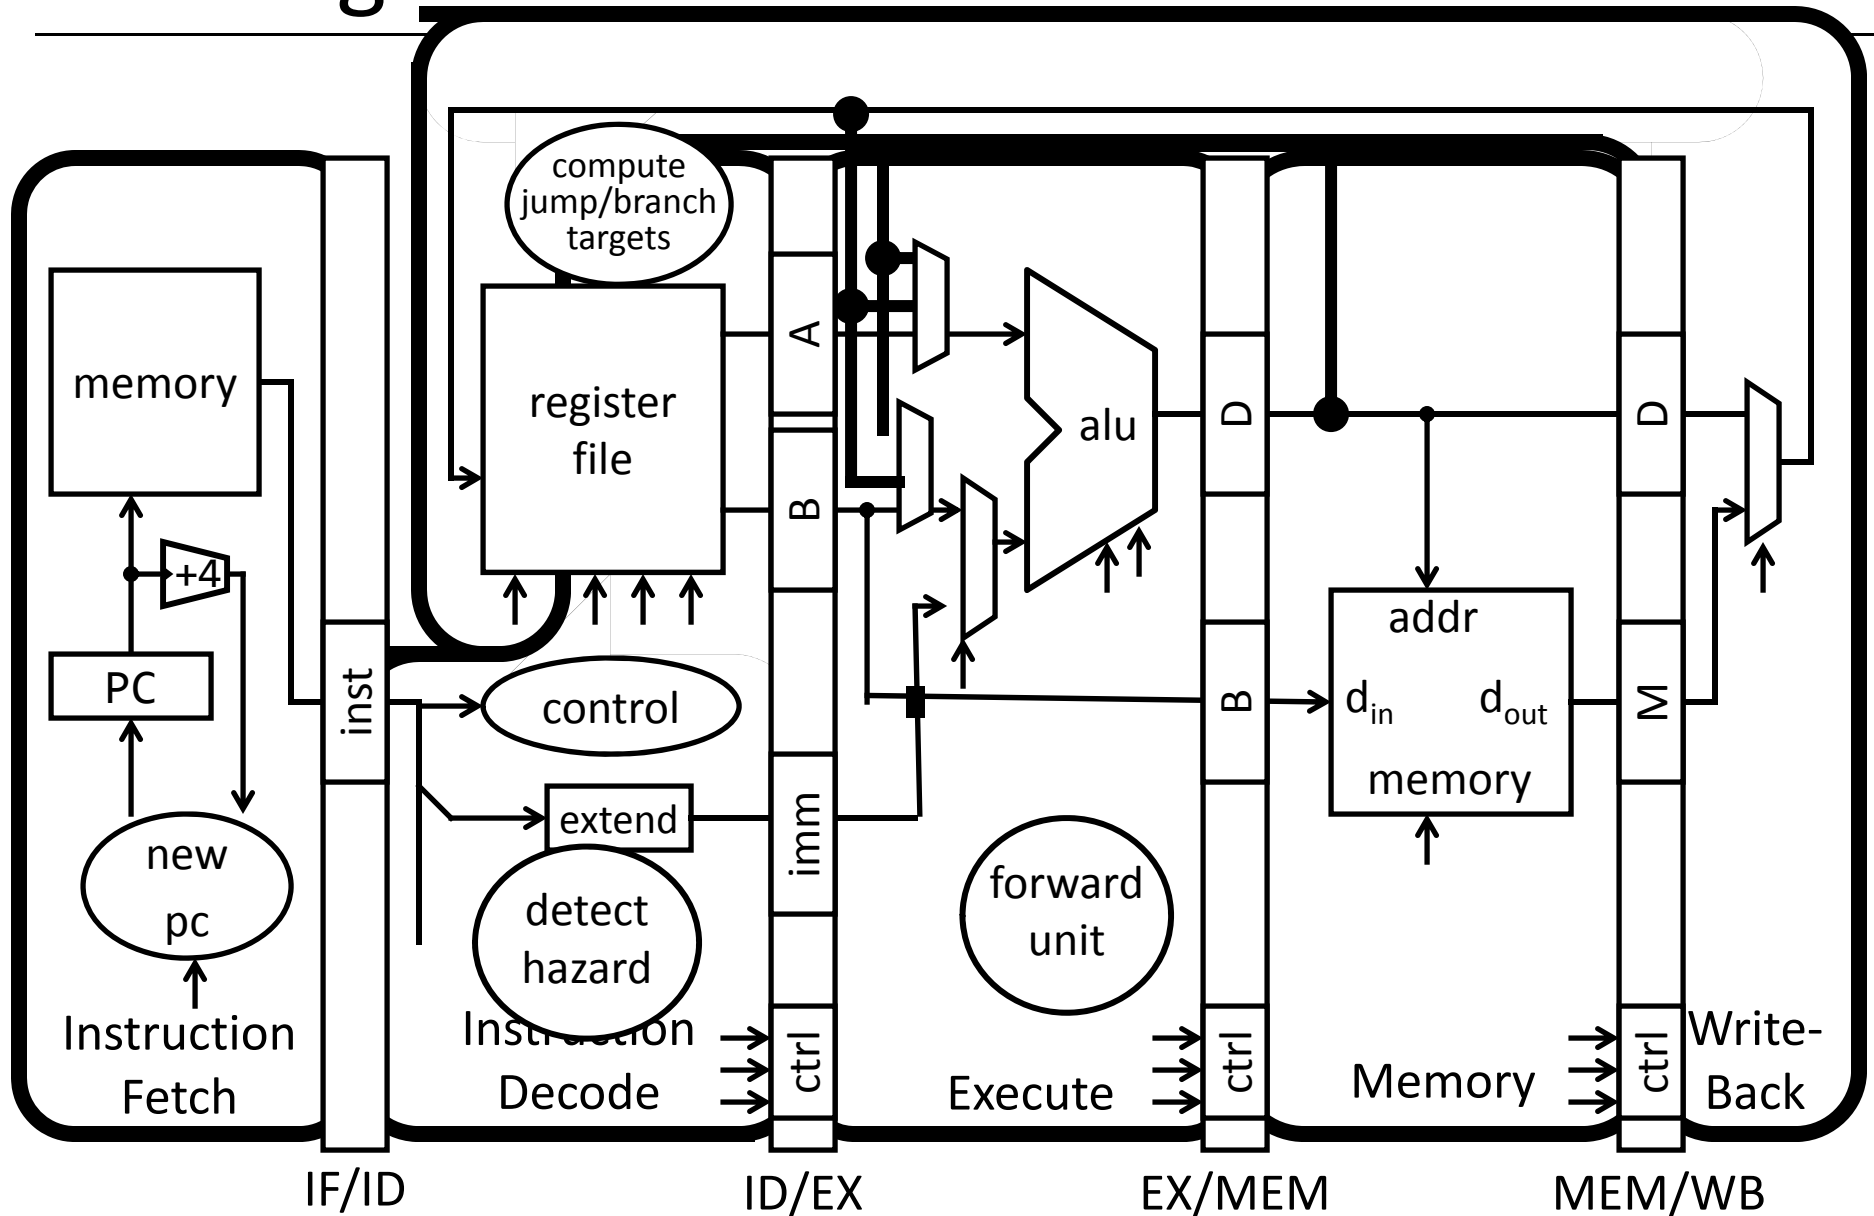 g
compute
jump/branch
targets
memory
register
file
A
B
alu
D
D
+4
addr
PC
inst
control
B
d_in
d_out
M
memory
extend
imm
new
pc
detect
hazard
forward
unit
Instruction
Fetch
Instruction
Decode
ctrl
Execute
ctrl
Memory
ctrl
Write-
Back
IF/ID
ID/EX
EX/MEM
MEM/WB